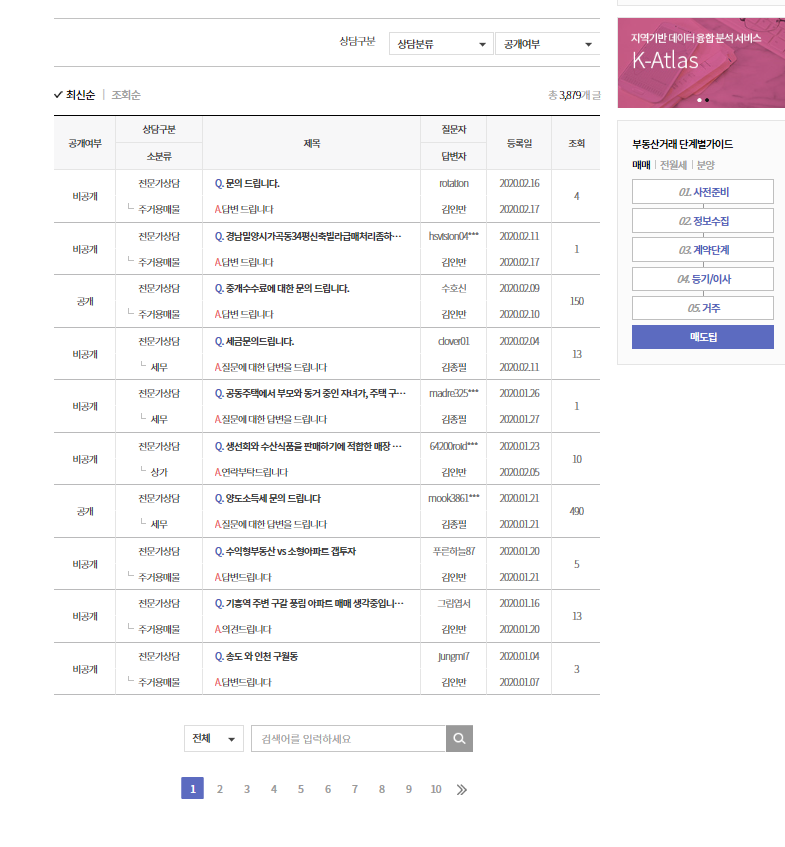 상담구분 상담분류 공개여부
최신순 | 조회순 총 3,879개 글
공개여부 상담구분 제목 질문자 등록일 조회
소분류 답변자
비공개 전문가상담 Q. 문의 드립니다. rotation 2020.02.16 4
└ 주거용매물 A.답변 드립니다 김인만 2020.02.17
비공개 전문가상담 Q. 경남밀양시가곡동34평신축빌라급매처리좀하… hsvision04*** 2020.02.11 1
└ 주거용매물 A.답변 드립니다 김인만 2020.02.17
공개 전문가상담 Q. 중개수수료에 대한 문의 드립니다. 수호신 2020.02.09 150
└ 주거용매물 A.답변 드립니다 김인만 2020.02.10
비공개 전문가상담 Q. 세금문의드립니다. clover01 2020.02.04 13
└ 세무 A.질문에 대한 답변을 드립니다 김종필 2020.02.11
비공개 전문가상담 Q. 공동주택에서 부모와 동거 중인 자녀가, 주택 구… madre325*** 2020.01.26 1
└ 세무 A.질문에 대한 답변을 드립니다 김종필 2020.01.27
비공개 전문가상담 Q. 생선회와 수산식품을 판매하기에 적합한 매장 … 64200roid*** 2020.01.23 10
└ 상가 A.연락부탁드립니다 김인만 2020.02.05
공개 전문가상담 Q. 양도소득세 문의 드립니다 mook3861*** 2020.01.21 490
└ 세무 A.질문에 대한 답변을 드립니다 김종필 2020.01.21
비공개 전문가상담 Q. 수익형부동산 vs 소형아파트 갭투자 푸른하늘87 2020.01.20 5
└ 주거용매물 A.답변드립니다 김인만 2020.01.21
비공개 전문가상담 Q. 기흥역 주변 구갈 풍림 아파트 매매 생각중입니… 그림엽서 2020.01.16 13
└ 주거용매물 A.의견드립니다 김인만 2020.01.20
비공개 전문가상담 Q. 송도 와 인천 구월동 jungmi7 2020.01.04 3
└ 주거용매물 A.답변드립니다 김인만 2020.01.07
전체 검색어를 입력하세요
1 2 3 4 5 6 7 8 9 10
지역기반 데이터 융합 분석 서비스
K-Atlas
부동산거래 단계별가이드
매매 | 전월세 | 분양
01. 사전준비
02. 정보수집
03. 계약단계
04. 등기/이사
05. 거주
매도팁